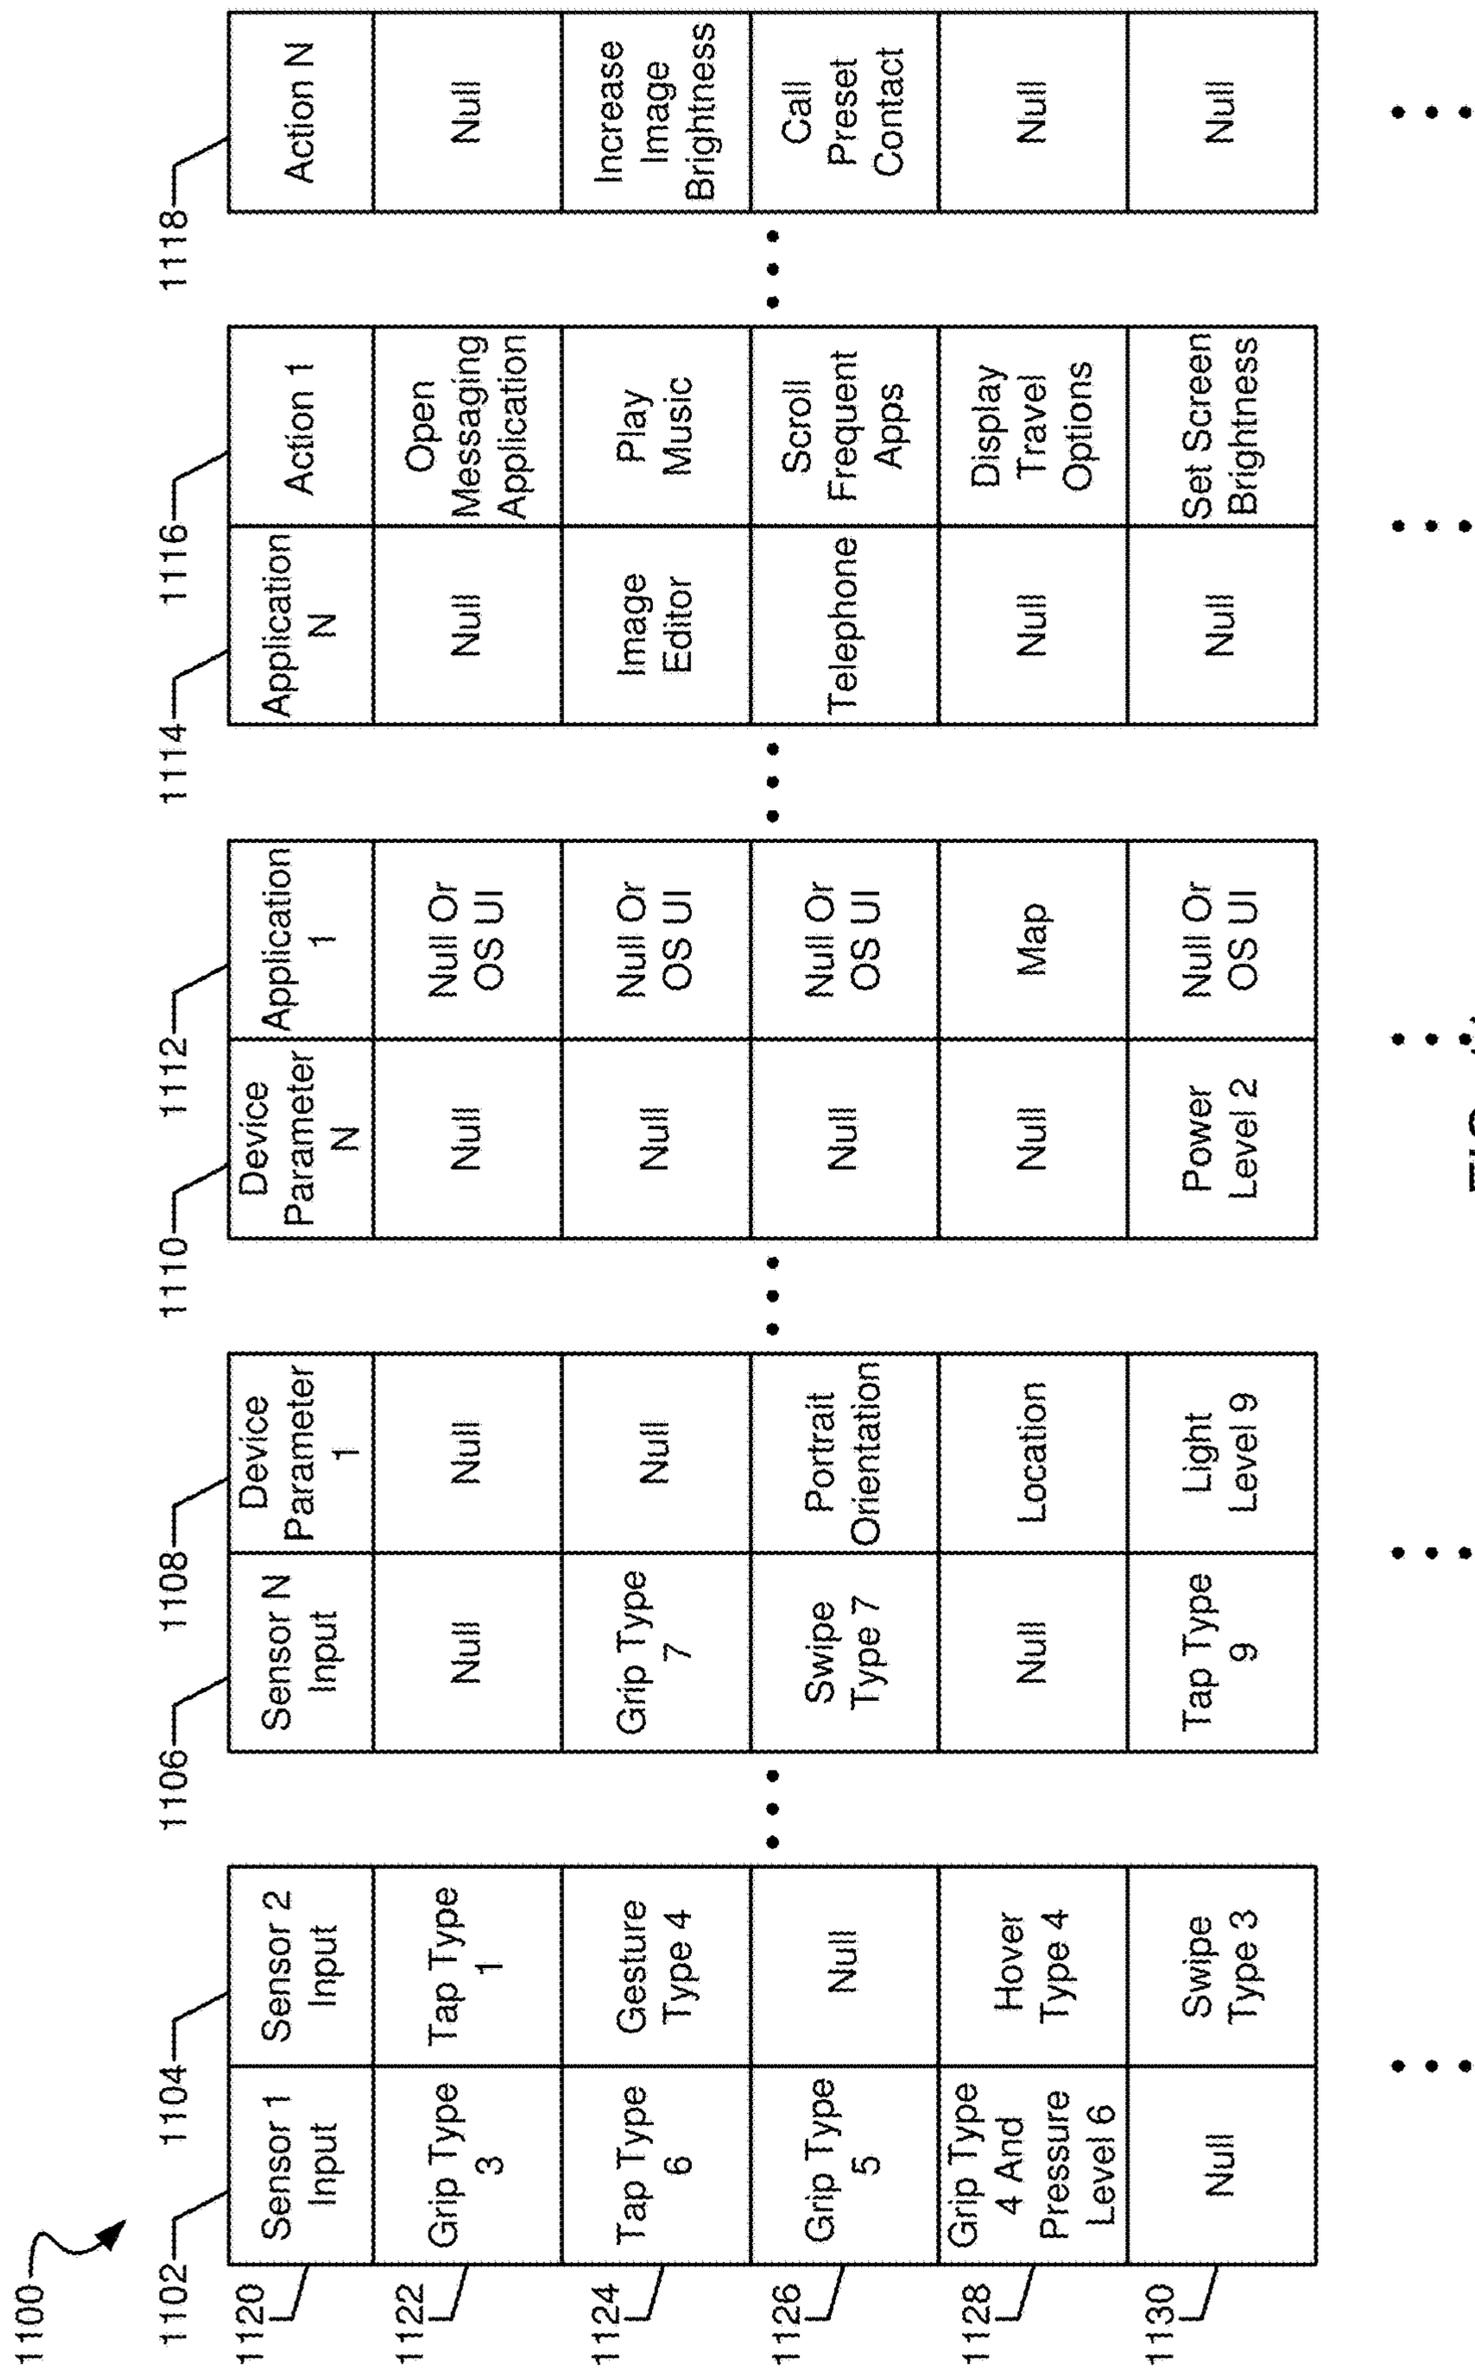 1100
1102
1104
1106
1108
1110
1112
1114
1116
1118
1120
Sensor 1
Input
Sensor 2
Input
Sensor N
Input
Device
Parameter
1
Device
Parameter
N
Application
1
Application
N
Action 1
Action N
1122
Grip Type
3
Tap Type
1
Null
Null
Null
Null Or
OS UI
Null
Open
Messaging
Application
Null
1124
Tap Type
6
Gesture
Type 4
Grip Type
7
Null
Null
Null Or
OS UI
Image
Editor
Play
Music
Increase
Image
Brightness
1126
Grip Type
5
Null
Swipe
Type 7
Portrait
Orientation
Null
Null Or
OS UI
Telephone
Scroll
Frequent
Apps
Call
Preset
Contact
1128
Grip Type
4 And
Pressure
Level 6
Hover
Type 4
Null
Location
Null
Map
Null
Display
Travel
Options
Null
1130
Null
Swipe
Type 3
Tap Type
9
Light
Level 9
Power
Level 2
Null Or
OS UI
Null
Set Screen
Brightness
Null